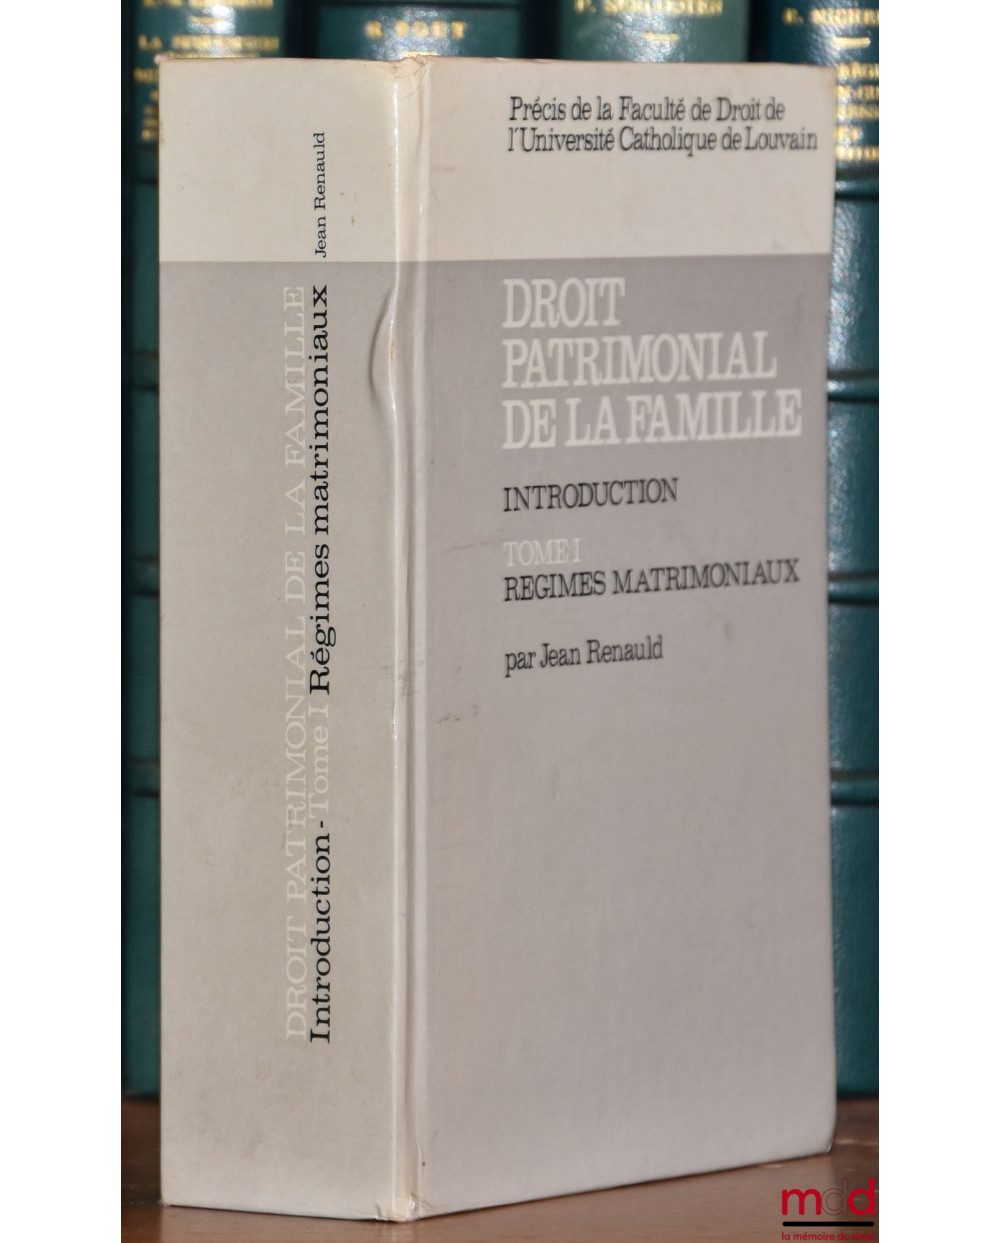 Précis de la Faculté de Droit de
l'Université Catholique de Louvain
DROIT
PATRIMONIAL
DE LA FAMILLE
INTRODUCTION
TOME I
REGIMES MATRIMONIAUX
par Jean Renauld
DROIT PATRIMONIAL DE LA FAMILLE
Introduction - Tome I Régimes matrimoniaux Jean Renauld
mdd
la mémoire du droit